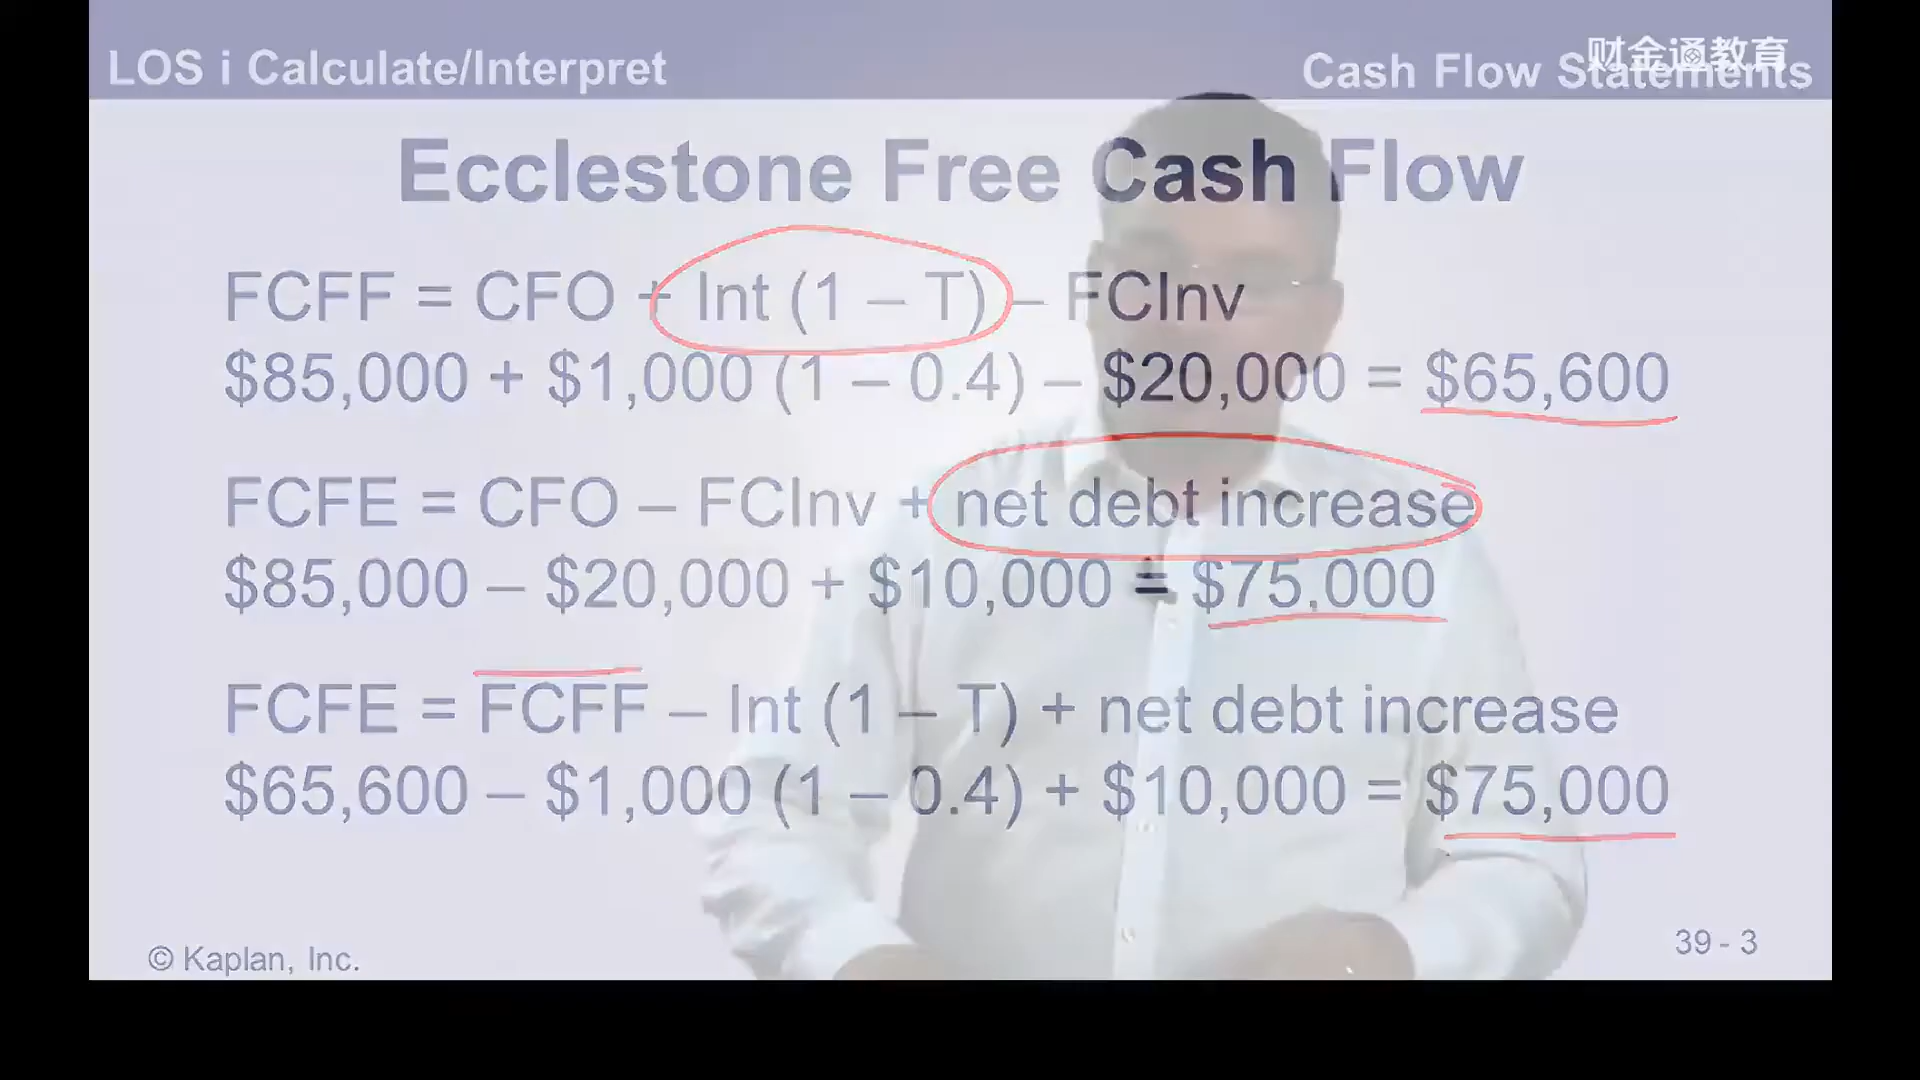 LOS i Calculate/Interpret
Cash Flow Statements
财金通教育
Ecclestone Free Cash Flow
FCFF = CFO + Int (1 – T) – FCInv
$85,000 + $1,000 (1 – 0.4) – $20,000 = $65,600
FCFE = CFO – FCInv + net debt increase
$85,000 – $20,000 + $10,000 = $75,000
FCFE = FCFF – Int (1 – T) + net debt increase
$65,600 – $1,000 (1 – 0.4) + $10,000 = $75,000
© Kaplan, Inc.
39 - 3